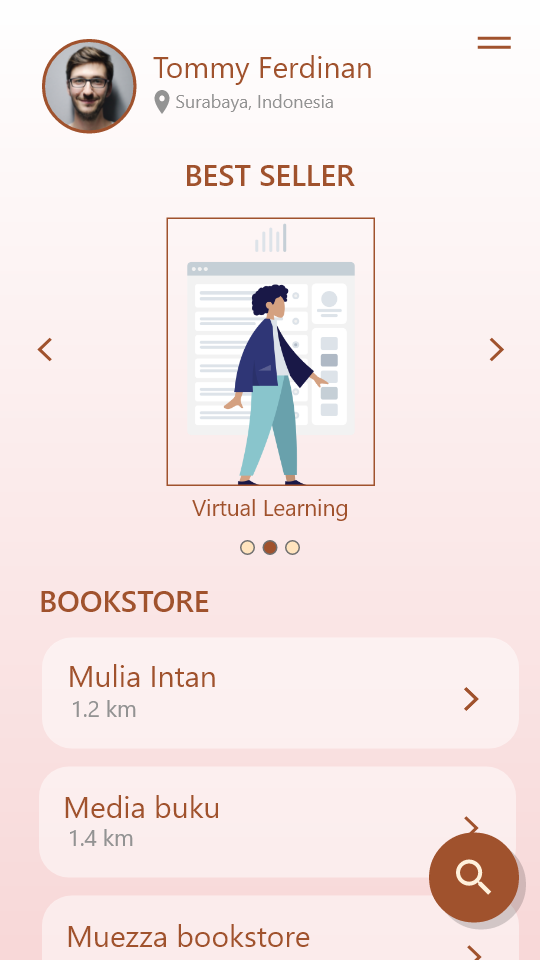 Tommy Ferdinan
Surabaya, Indonesia
BEST SELLER
Virtual Learning
BOOKSTORE
Mulia Intan
1.2 km
Media buku
1.4 km
Muezza bookstore